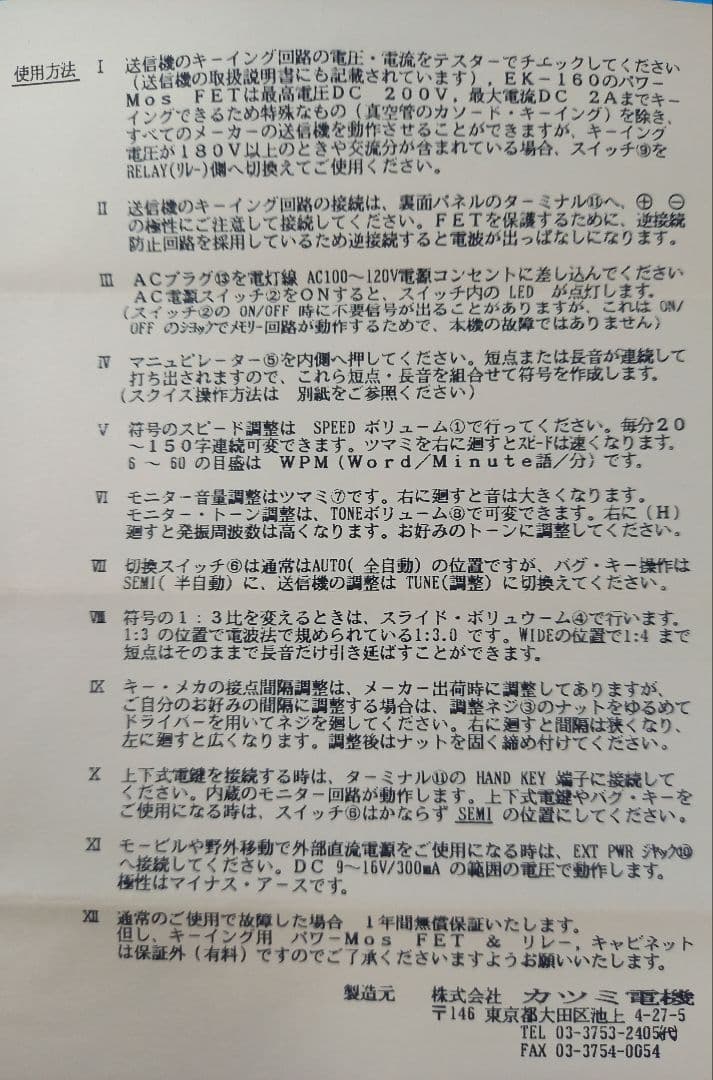 使用方法 Ⅰ 送信機のキーイング回路の電圧・電流をテスターでチエックしてください
(送信機の取扱説明書にも記載されています),EK-160のパワー
Mos FETは最高電圧DC 200V,最大電流DC 2Aまでキー
イングできるため特殊なもの(真空管のカソード・キーイング)を除き、
すべてのメーカーの送信機を動作させることができますが、キーイング
電圧が180V以上のときや交流分が含まれている場合、スイッチ⑨を
RELAY(リレー)側へ切換えてご使用ください。
Ⅱ 送信機のキーイング回路の接続は、裏面パネルのターミナル⑪へ、⊕ ⊖
の極性にご注意して接続してください。FETを保護するために、逆接続
防止回路を採用しているため逆接続すると電波が出っぱなしになります。
Ⅲ ACプラグ⑬を電灯線 AC100~120V電源コンセントに差し込んでください
AC電源スイッチ②をONすると、スイッチ内の LED が点灯します。
(スイッチ②の ON/OFF 時に不要信号が出ることがありますが、これは ON/
OFF のショックでメモリー回路が動作するためで、本機の故障ではありません)
Ⅳ マニュピレーター⑤を内側へ押してください。短点または長音が連続して
打ち出されますので、これら短点・長音を組合せて符号を作成します。
(スクイズ操作方法は 別紙をご参照ください)
Ⅴ 符号のスピード調整は SPEED ボリューム①で行ってください。毎分20
~150字連続可変できます。ツマミを右に廻すとスピードは速くなります。
6 ~ 60 の目盛は WPM(Word/Minute語/分)です。
Ⅵ モニター音量調整はツマミ⑦です。右に廻すと音は大きくなります。
モニター・トーン調整は、TONEボリューム⑧で可変できます。右に(H)
廻すと発振周波数は高くなります。お好みのトーンに調整してください。
Ⅶ 切換スイッチ⑥は通常はAUTO( 全自動) の位置ですが、バグ・キー操作は
SEMI( 半自動) に、送信機の調整は TUNE(調整) に切換えてください。
Ⅷ 符号の1:3比を変えるときは、スライド・ボリュウーム④で行います。
1:3 の位置で電波法で規められている1:3.0 です。WIDEの位置で1:4 まで
短点はそのままで長音だけ引き延ばすことができます。
Ⅸ キー・メカの接点間隔調整は、メーカー出荷時に調整してありますが、
ご自分のお好みの間隔に調整する場合は、調整ネジ③のナットをゆるめて
ドライバーを用いてネジを廻してください。右に廻すと間隔は狭くなり、
左に廻すと広くなります。調整後はナットを固く締め付けてください。
Ⅹ 上下式電鍵を接続する時は、ターミナル⑪の HAND KEY 端子に接続して
ください。内蔵のモニター回路が動作します。上下式電鍵やバグ・キーを
ご使用になる時は、スイッチ⑥はかならず SEMI の位置にしてください。
Ⅺ モービルや野外移動で外部直流電源をご使用になる時は、EXT PWR ジャック⑩
へ接続してください。DC 9~16V/300mA の範囲の電圧で動作します。
極性はマイナス・アースです。
Ⅻ 通常のご使用で故障した場合 1年間無償保証いたします。
但し、キーイング用 パワーMos FET & リレー,キャビネット
は保証外(有料)ですのでご了承くださいますようお願いいたします。
製造元 株式会社 カツミ電機
〒146 東京都大田区池上 4-27-5
TEL 03-3753-2405代
FAX 03-3754-0054